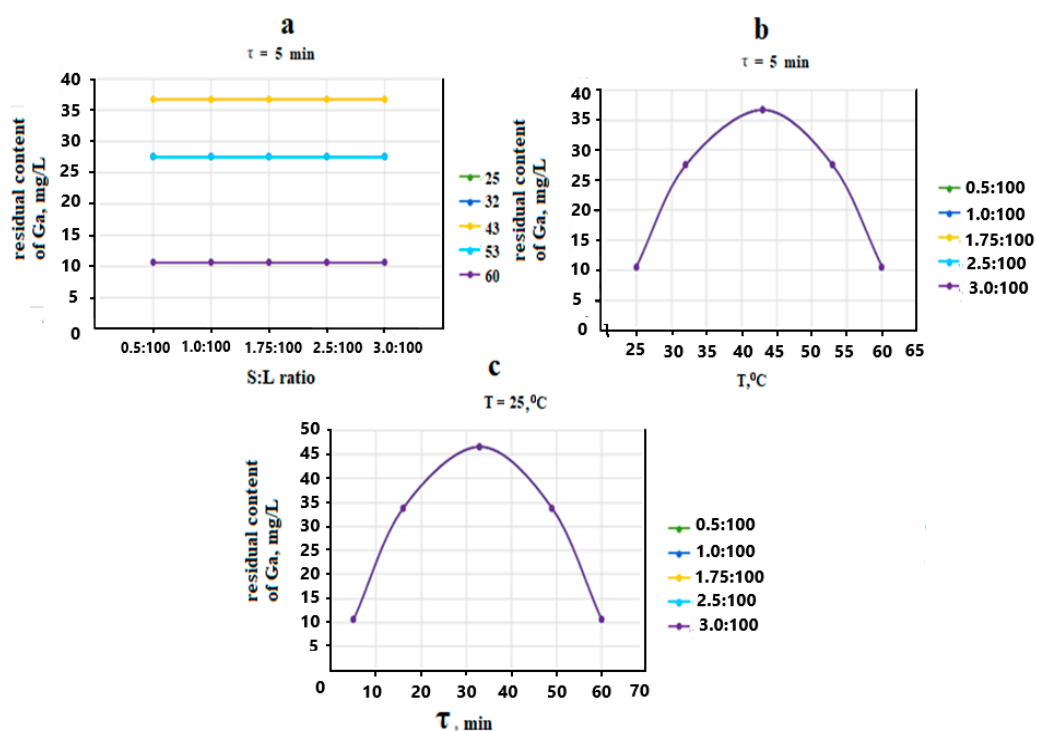 a
τ = 5 min
residual content
of Ga, mg/L
40
35
30
25
20
15
10
5
0
0.5:100 1.0:100 1.75:100 2.5:100 3.0:100
S:L ratio
25
32
43
53
60
b
τ = 5 min
residual content
of Ga, mg/L
40
35
30
25
20
15
10
5
0
25 30 35 40 45 50 55 60 65
T,⁰C
0.5:100
1.0:100
1.75:100
2.5:100
3.0:100
c
T = 25,⁰C
residual content
of Ga, mg/L
50
45
40
35
30
25
20
15
10
5
0 10 20 30 40 50 60 70
τ , min
0.5:100
1.0:100
1.75:100
2.5:100
3.0:100